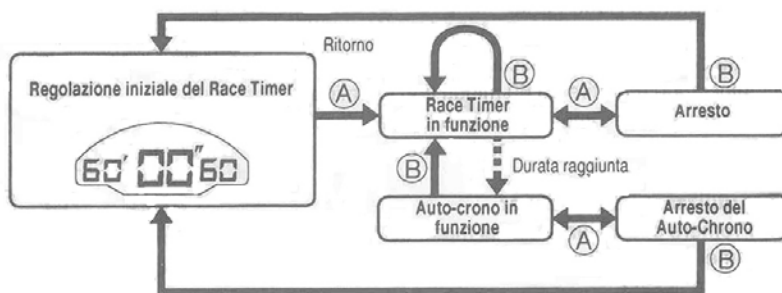 Ritorno
Regolazione iniziale del Race Timer
60' 00" 60
A
B
Race Timer
in funzione
A
B
Arresto
B
Durata raggiunta
Auto-crono in
funzione
A
Arresto del
Auto-Chrono
B